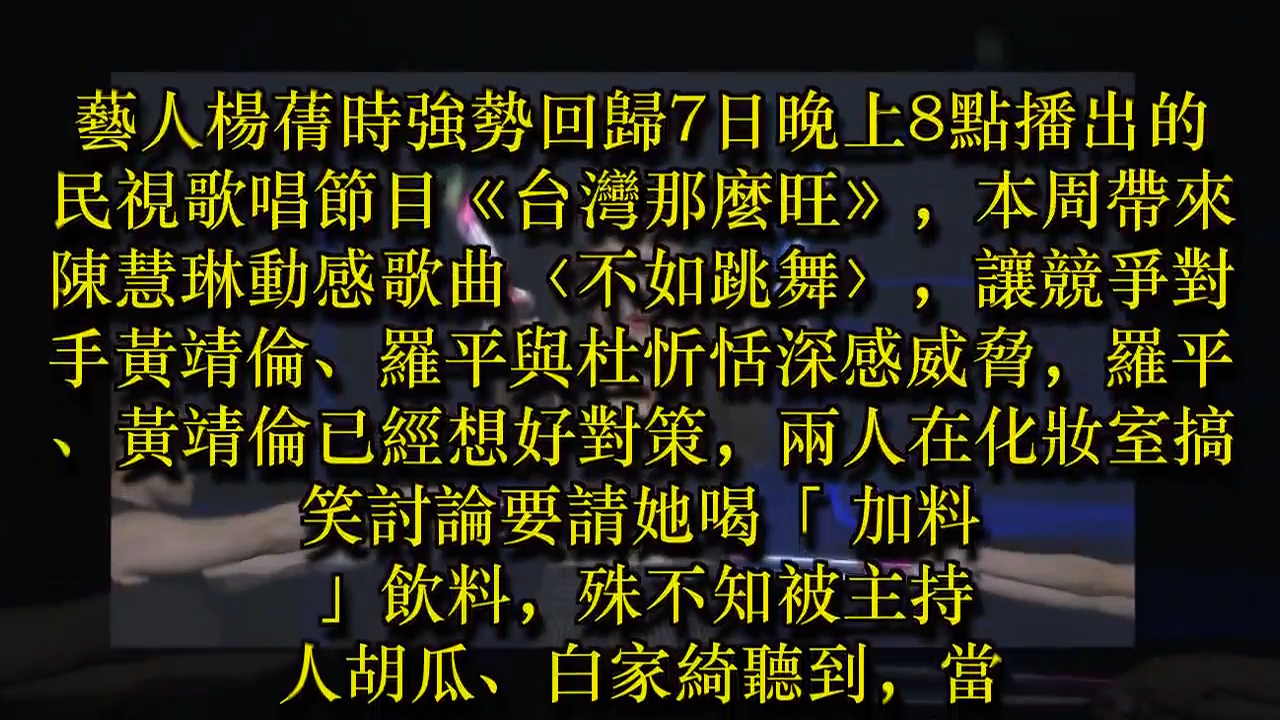 藝人楊蒨時強勢回歸7日晚上8點播出的
民視歌唱節目《台灣那麼旺》，本周帶來
陳慧琳動感歌曲〈不如跳舞〉，讓競爭對
手黃靖倫、羅平與杜忻恬深感威脅，羅平
、黃靖倫已經想好對策，兩人在化妝室搞
笑討論要請她喝「 加料
」飲料，殊不知被主持
人胡瓜、白家綺聽到，當